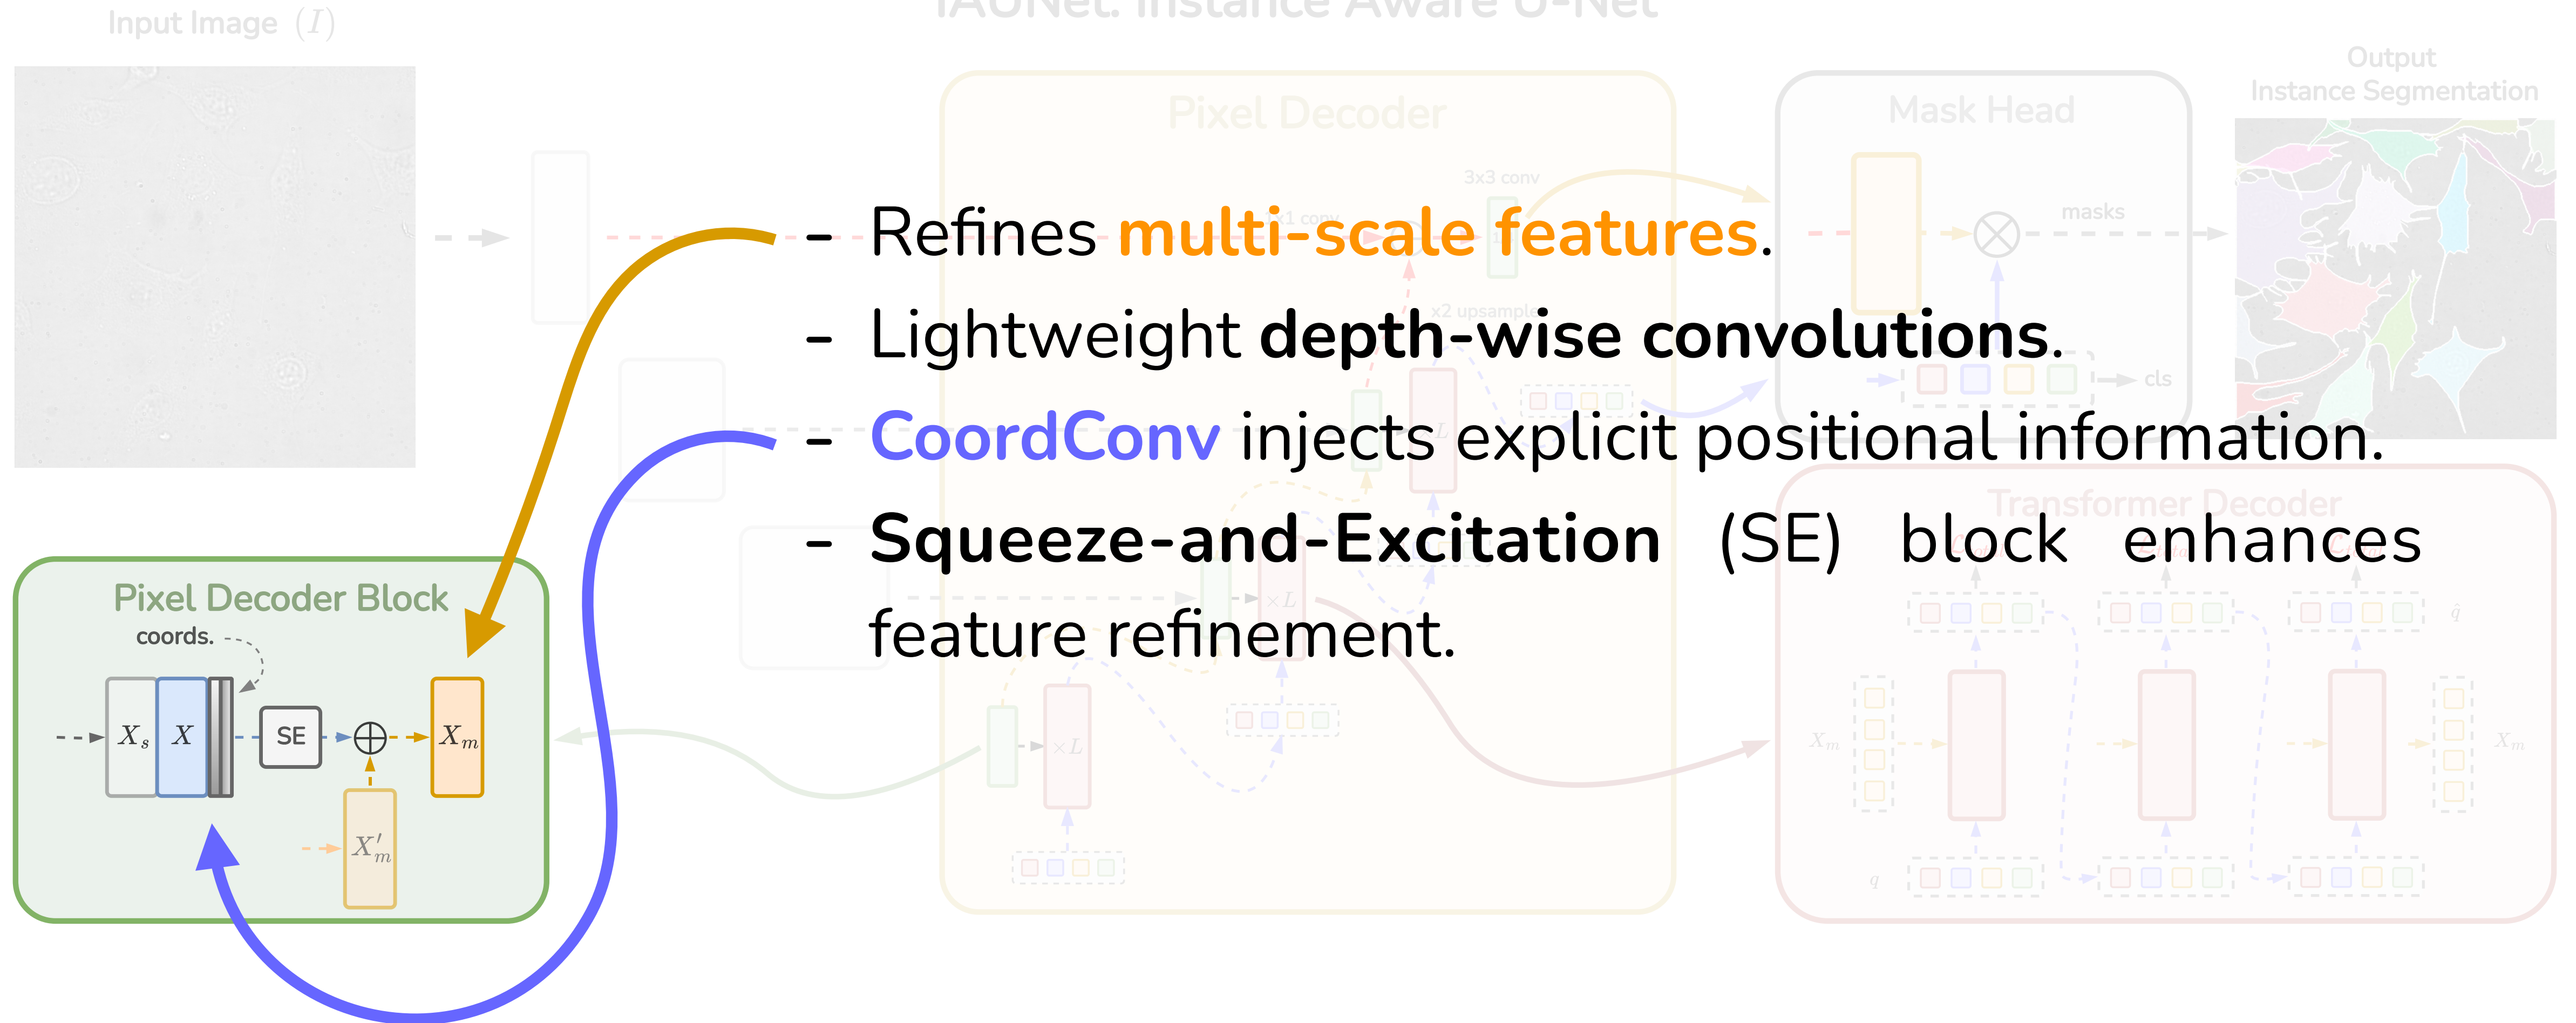 IAUNet: Instance Aware U-Net
Input Image (I)
Output
Instance Segmentation
Pixel Decoder
Mask Head
3x3 conv
1x1 conv
masks
- Refines multi-scale features.
x2 upsample
- Lightweight depth-wise convolutions.
cls
- CoordConv injects explicit positional information.
Transformer Decoder
- Squeeze-and-Excitation (SE) block enhances
feature refinement.
Pixel Decoder Block
coords.
X_s X SE X_m
X'_m
L
×L
×L
q̂
X_m
X_m
q